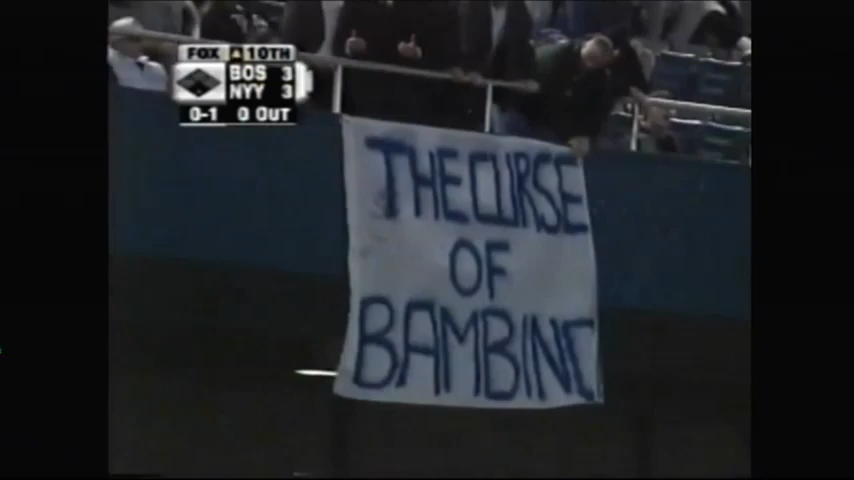 FOX ▲ 10TH
BOS 3
NYY 3
0-1 0 OUT
THE CURSE
OF
BAMBINO